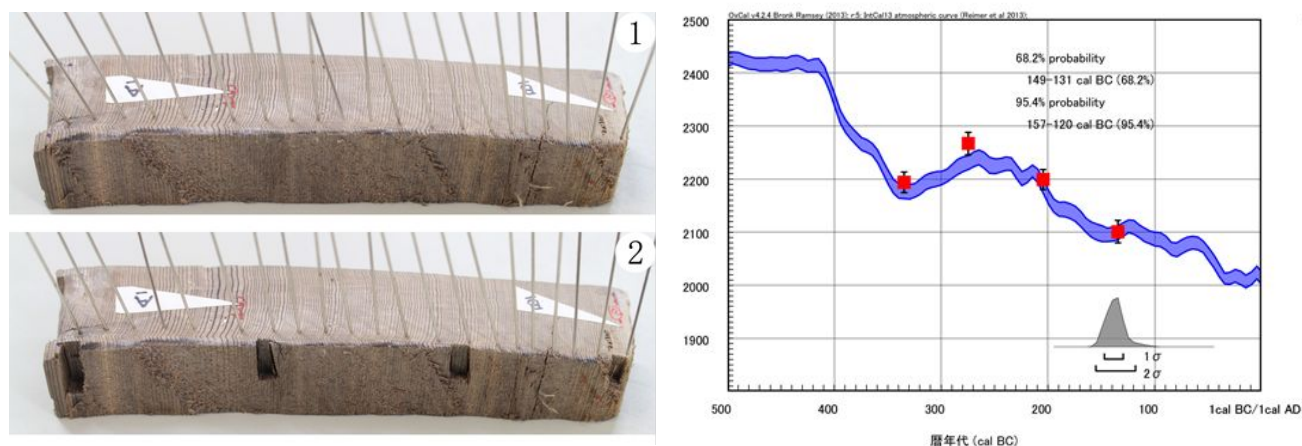 1
2
OxCal v4.2.4 Bronk Ramsey (2013); r:5; IntCal13 atmospheric curve (Reimer et al 2013);
2500
2400
2300
2200
2100
2000
1900
68.2% probability
149-131 cal BC (68.2%)
95.4% probability
157-120 cal BC (95.4%)
1σ
2σ
500 400 300 200 100 1cal BC/1cal AD
暦年代 (cal BC)